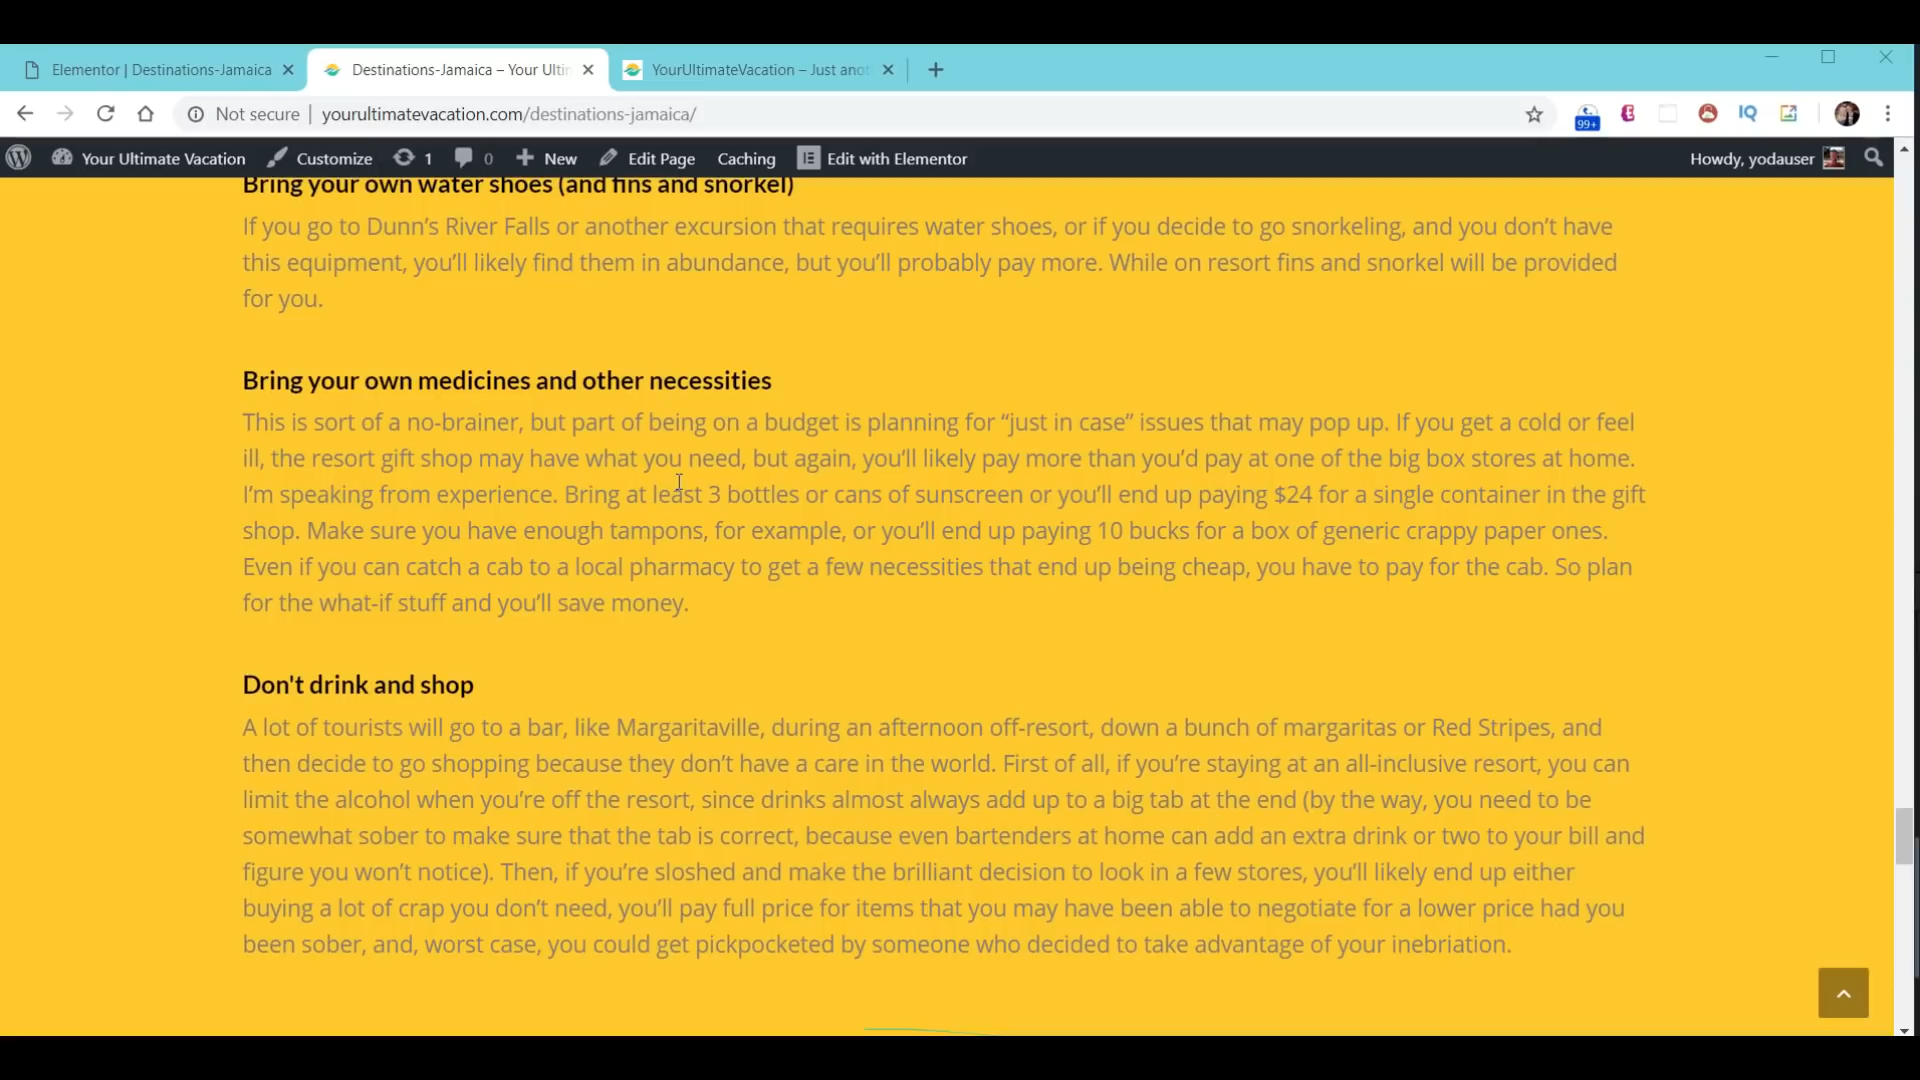 Elementor | Destinations-Jamaica
Destinations-Jamaica – Your Ulti
YourUltimateVacation – Just ano
Not secure | yourultimatevacation.com/destinations-jamaica/
99+
IQ
Your Ultimate Vacation Customize 1 0 New Edit Page Caching Edit with Elementor Howdy, yodauser
Bring your own water shoes (and fins and snorkel)
If you go to Dunn’s River Falls or another excursion that requires water shoes, or if you decide to go snorkeling, and you don’t have
this equipment, you’ll likely find them in abundance, but you’ll probably pay more. While on resort fins and snorkel will be provided
for you.
Bring your own medicines and other necessities
This is sort of a no-brainer, but part of being on a budget is planning for “just in case” issues that may pop up. If you get a cold or feel
ill, the resort gift shop may have what you need, but again, you’ll likely pay more than you’d pay at one of the big box stores at home.
I’m speaking from experience. Bring at least 3 bottles or cans of sunscreen or you’ll end up paying $24 for a single container in the gift
shop. Make sure you have enough tampons, for example, or you’ll end up paying 10 bucks for a box of generic crappy paper ones.
Even if you can catch a cab to a local pharmacy to get a few necessities that end up being cheap, you have to pay for the cab. So plan
for the what-if stuff and you’ll save money.
Don't drink and shop
A lot of tourists will go to a bar, like Margaritaville, during an afternoon off-resort, down a bunch of margaritas or Red Stripes, and
then decide to go shopping because they don’t have a care in the world. First of all, if you’re staying at an all-inclusive resort, you can
limit the alcohol when you’re off the resort, since drinks almost always add up to a big tab at the end (by the way, you need to be
somewhat sober to make sure that the tab is correct, because even bartenders at home can add an extra drink or two to your bill and
figure you won’t notice). Then, if you’re sloshed and make the brilliant decision to look in a few stores, you’ll likely end up either
buying a lot of crap you don’t need, you’ll pay full price for items that you may have been able to negotiate for a lower price had you
been sober, and, worst case, you could get pickpocketed by someone who decided to take advantage of your inebriation.